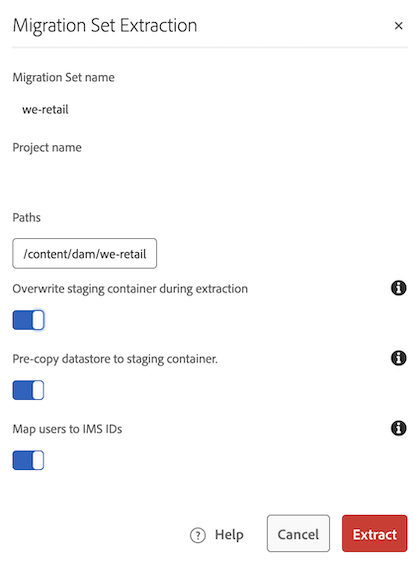 Migration Set Extraction
Migration Set name
we-retail
Project name
Paths
/content/dam/we-retail
Overwrite staging container during extraction
Pre-copy datastore to staging container.
Map users to IMS IDs
Help
Cancel
Extract